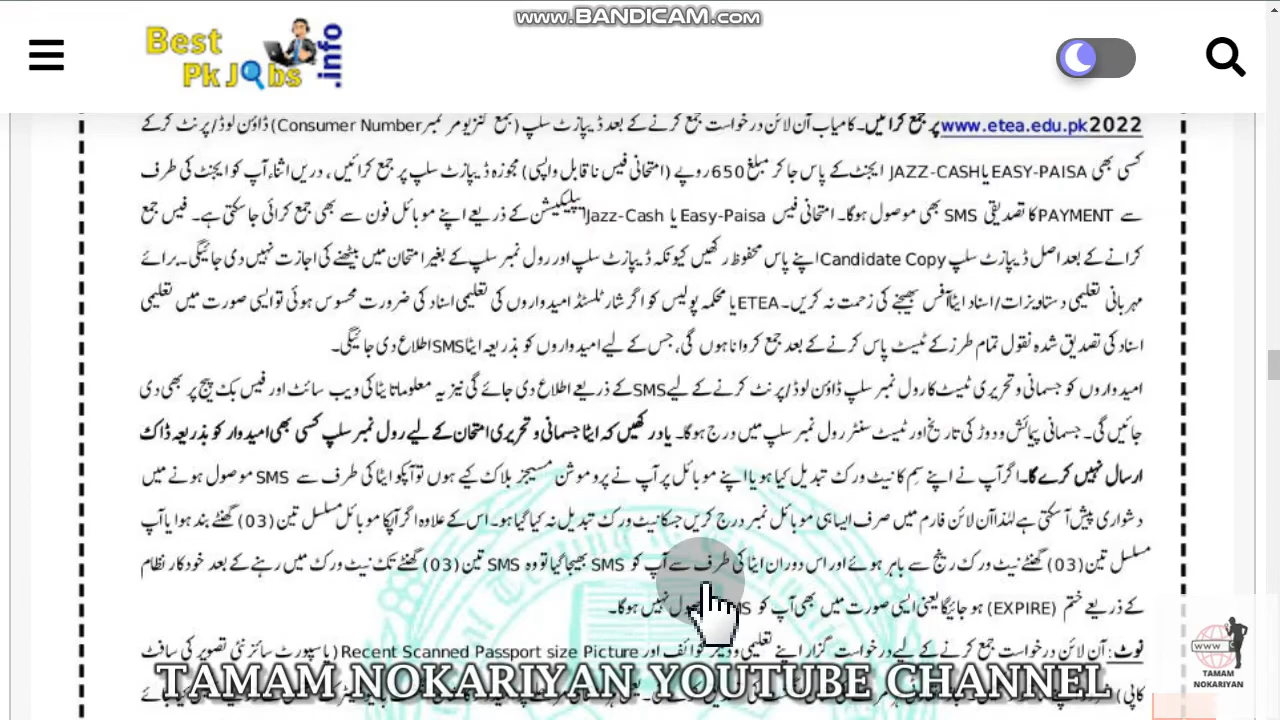 www.BANDICAM.com
Best
Pk Jobs
.info
2022 www.etea.edu.pk پر جمع کرائیں۔ کامیاب آن لائن درخواست جمع کرنے کے بعد ڈیپازٹ سلپ (بمع کنزیومر نمبر Consumer Number) ڈاؤن لوڈ/پرنٹ کرکے
کسی بھی EASY-PAISA یا JAZZ-CASH ایجنٹ کے پاس جا کر مبلغ 650 روپے (امتحانی فیس ناقابل واپسی) مجوزہ ڈیپازٹ سلپ پر جمع کرائیں، دریں اثناء آپ کو ایجنٹ کی طرف
سے PAYMENT کا تصدیقی SMS بھی موصول ہوگا۔ امتحانی فیس Easy-Paisa یا Jazz-Cash ایپلیکیشن کے ذریعے اپنے موبائل فون سے بھی جمع کرائی جاسکتی ہے۔ فیس جمع
کرانے کے بعد اصل ڈیپازٹ سلپ Candidate Copy اپنے پاس محفوظ رکھیں کیونکہ ڈیپازٹ سلپ اور رول نمبر سلپ کے بغیر امتحان میں بیٹھنے کی اجازت نہیں دی جائیگی۔ برائے
مہربانی تعلیمی دستاویزات/اسناد ایٹا آفس بھیجنے کی زحمت نہ کریں۔ ETEA یا محکمہ پولیس کو اگر شارٹلسٹڈ امیدواروں کی تعلیمی اسناد کی ضرورت محسوس ہوئی تو ایسی صورت میں تعلیمی
اسناد کی تصدیق شدہ نقول تمام طرز کے ٹیسٹ پاس کرنے کے بعد جمع کروانا ہوں گی، جس کے لیے امیدواروں کو بذریعہ ایٹا SMS اطلاع دی جائیگی۔
امیدواروں کو جسمانی و تحریری ٹیسٹ کا رول نمبر سلپ ڈاؤن لوڈ/پرنٹ کرنے کے لیے SMS کے ذریعے اطلاع دی جائے گی نیز یہ معلومات ایٹا کی ویب سائٹ اور فیس بک پیج پر بھی دی
جائیں گی۔ جسمانی پیمائش و دوڑ کی تاریخ اور ٹیسٹ سنٹر رول نمبر سلپ میں درج ہوگا۔ یاد رکھیں کہ ایٹا جسمانی و تحریری امتحان کے لیے رول نمبر سلپ کسی بھی امیدوار کو بذریعہ ڈاک
ارسال نہیں کرے گا۔ اگر آپ نے اپنے سِم کا نیٹ ورک تبدیل کیا ہو یا اپنے موبائل پر آپ نے پروموشن مسیجز بلاک کیے ہوں تو آپکو ایٹا کی طرف سے SMS موصول ہونے میں
دشواری پیش آسکتی ہے لہٰذا آن لائن فارم میں صرف ایسا ہی موبائل نمبر درج کریں جسکا نیٹ ورک تبدیل نہ کیا گیا ہو۔ اس کے علاوہ اگر آپکا موبائل مسلسل تین (03) گھنٹے بند ہوا یا آپ
مسلسل تین (03) گھنٹے نیٹ ورک رینج سے باہر ہوئے اور اس دوران ایٹا کی طرف سے آپ کو SMS بھیجا گیا تو وہ SMS تین (03) گھنٹے تک نیٹ ورک میں رہنے کے بعد خودکار نظام
کے ذریعے ختم (EXPIRE) ہو جائیگا یعنی ایسی صورت میں بھی آپ کو نہیں ہوگا۔
نوٹ: آن لائن درخواست جمع کرنے کے لیے درخواست گزار اپنے تعلیمی و دیگر کوائف اور Recent Scanned Passport size Picture (پاسپورٹ سائز نئی تصویر کی سافٹ
کاپی)
TAMAM NOKARIYAN YOUTUBE CHANNEL
WWW
TAMAM
NOKARIYAN